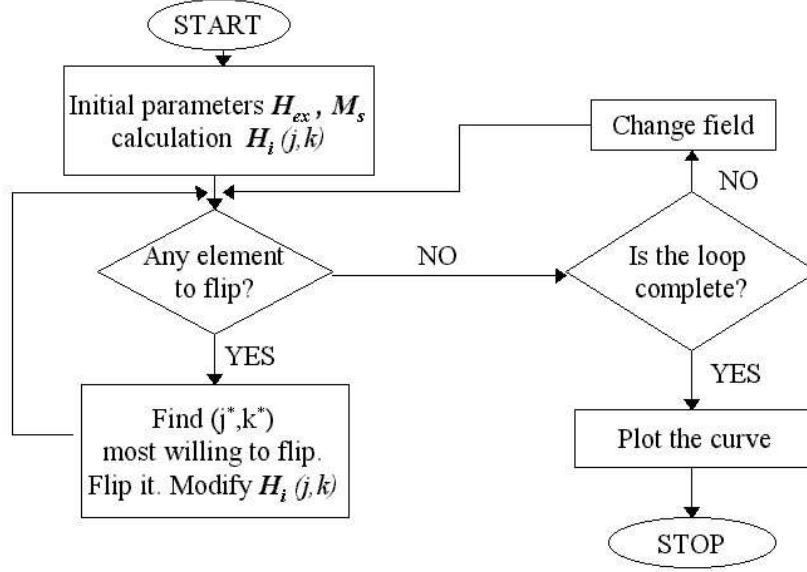 START
Initial parameters H_ex , M_s
calculation H_i (j,k)
Any element
to flip?
YES
Find (j*,k*)
most willing to flip.
Flip it. Modify H_i (j,k)
NO
Is the loop
complete?
NO
Change field
YES
Plot the curve
STOP